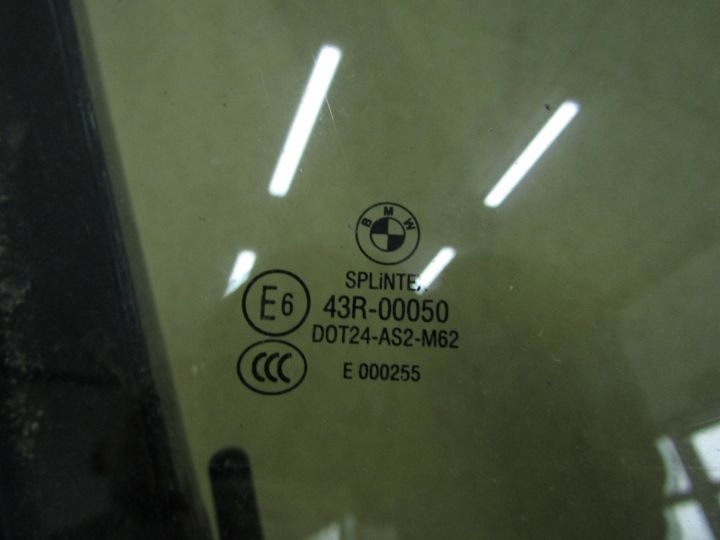 BMW
SPLiNTEX
E6
43R-00050
DOT24-AS2-M62
CCC
E 000255